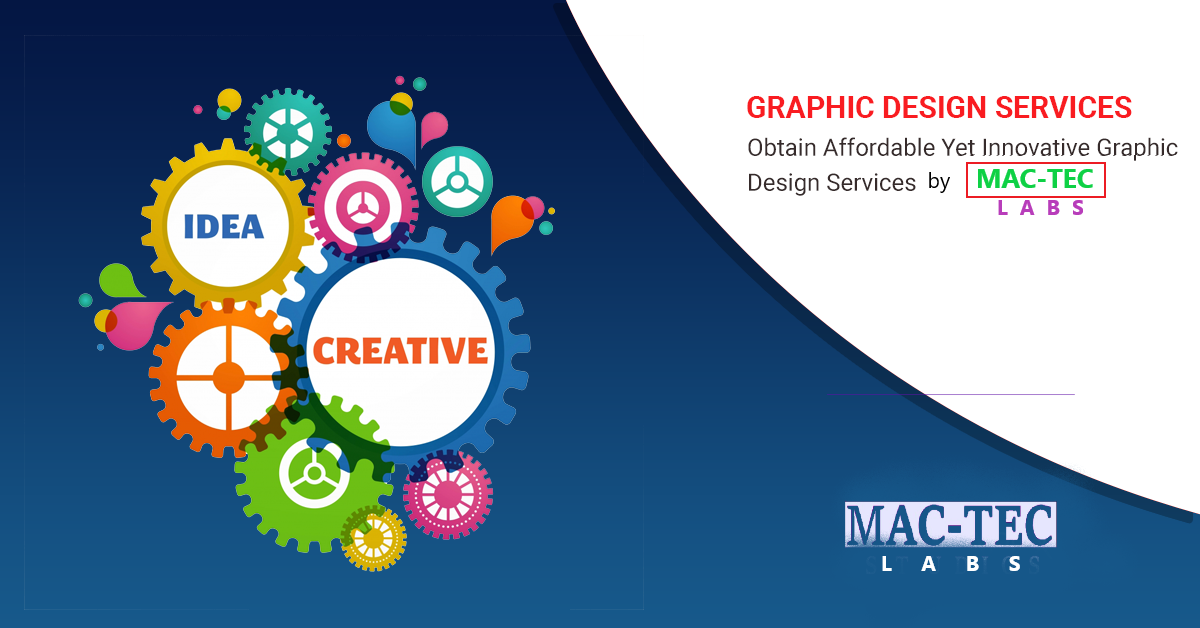 IDEA
CREATIVE
GRAPHIC DESIGN SERVICES
Obtain Affordable Yet Innovative Graphic
Design Services by MAC-TEC
LABS
MAC-TEC
LABS